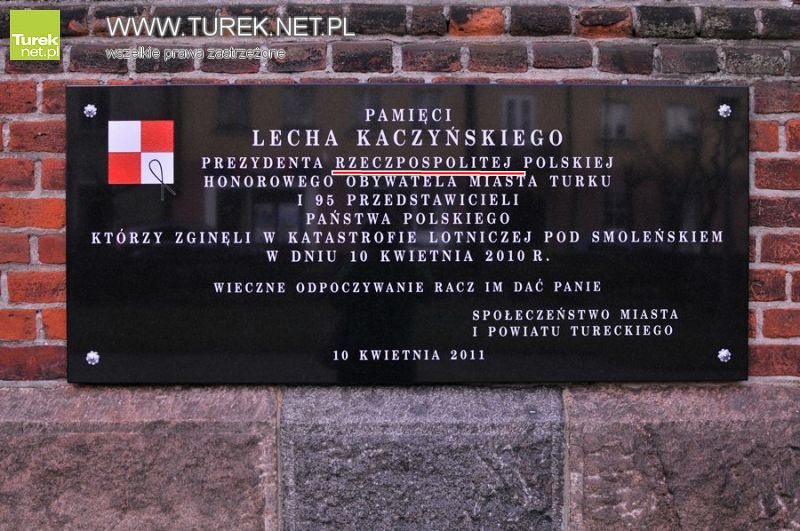 Turek
net.pl
WWW.TUREK.NET.PL
wszelkie prawa zastrzeżone
PAMIĘCI
LECHA KACZYŃSKIEGO
PREZYDENTA RZECZPOSPOLITEJ POLSKIEJ
HONOROWEGO OBYWATELA MIASTA TURKU
I 95 PRZEDSTAWICIELI
PAŃSTWA POLSKIEGO
KTÓRZY ZGINĘLI W KATASTROFIE LOTNICZEJ POD SMOLEŃSKIEM
W DNIU 10 KWIETNIA 2010 R.
WIECZNE ODPOCZYWANIE RACZ IM DAĆ PANIE
SPOŁECZEŃSTWO MIASTA
I POWIATU TURECKIEGO
10 KWIETNIA 2011